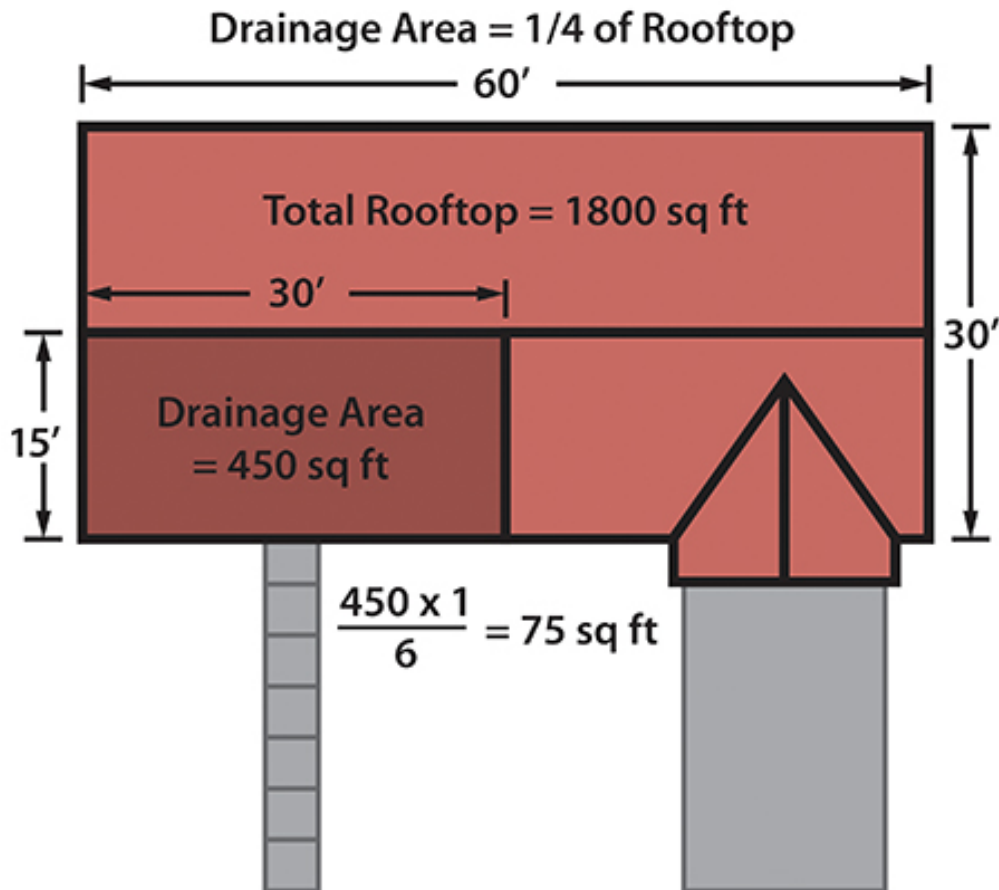 Drainage Area = 1/4 of Rooftop
60’
Total Rooftop = 1800 sq ft
30’
30’
15’
Drainage Area
= 450 sq ft
450 x 1
6
= 75 sq ft